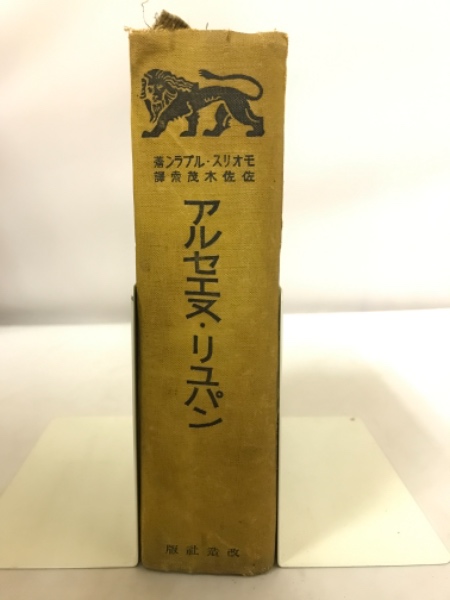 モオリス・ルブラン著
佐佐木茂索譯
アルセエヌ・リユパン
改造社版